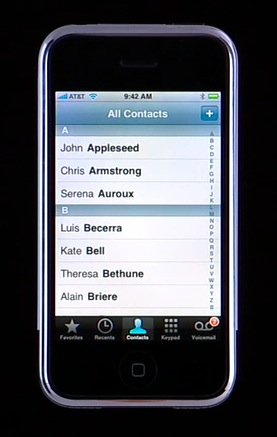 AT&T 9:42 AM
All Contacts +
A
John Appleseed
Chris Armstrong
Serena Auroux
B
Luis Becerra
Kate Bell
Theresa Bethune
Alain Briere
A
B
C
D
E
F
G
H
I
J
K
L
M
N
O
P
Q
R
S
T
U
V
W
X
Y
Z
#
Favorites Recents Contacts Keypad Voicemail